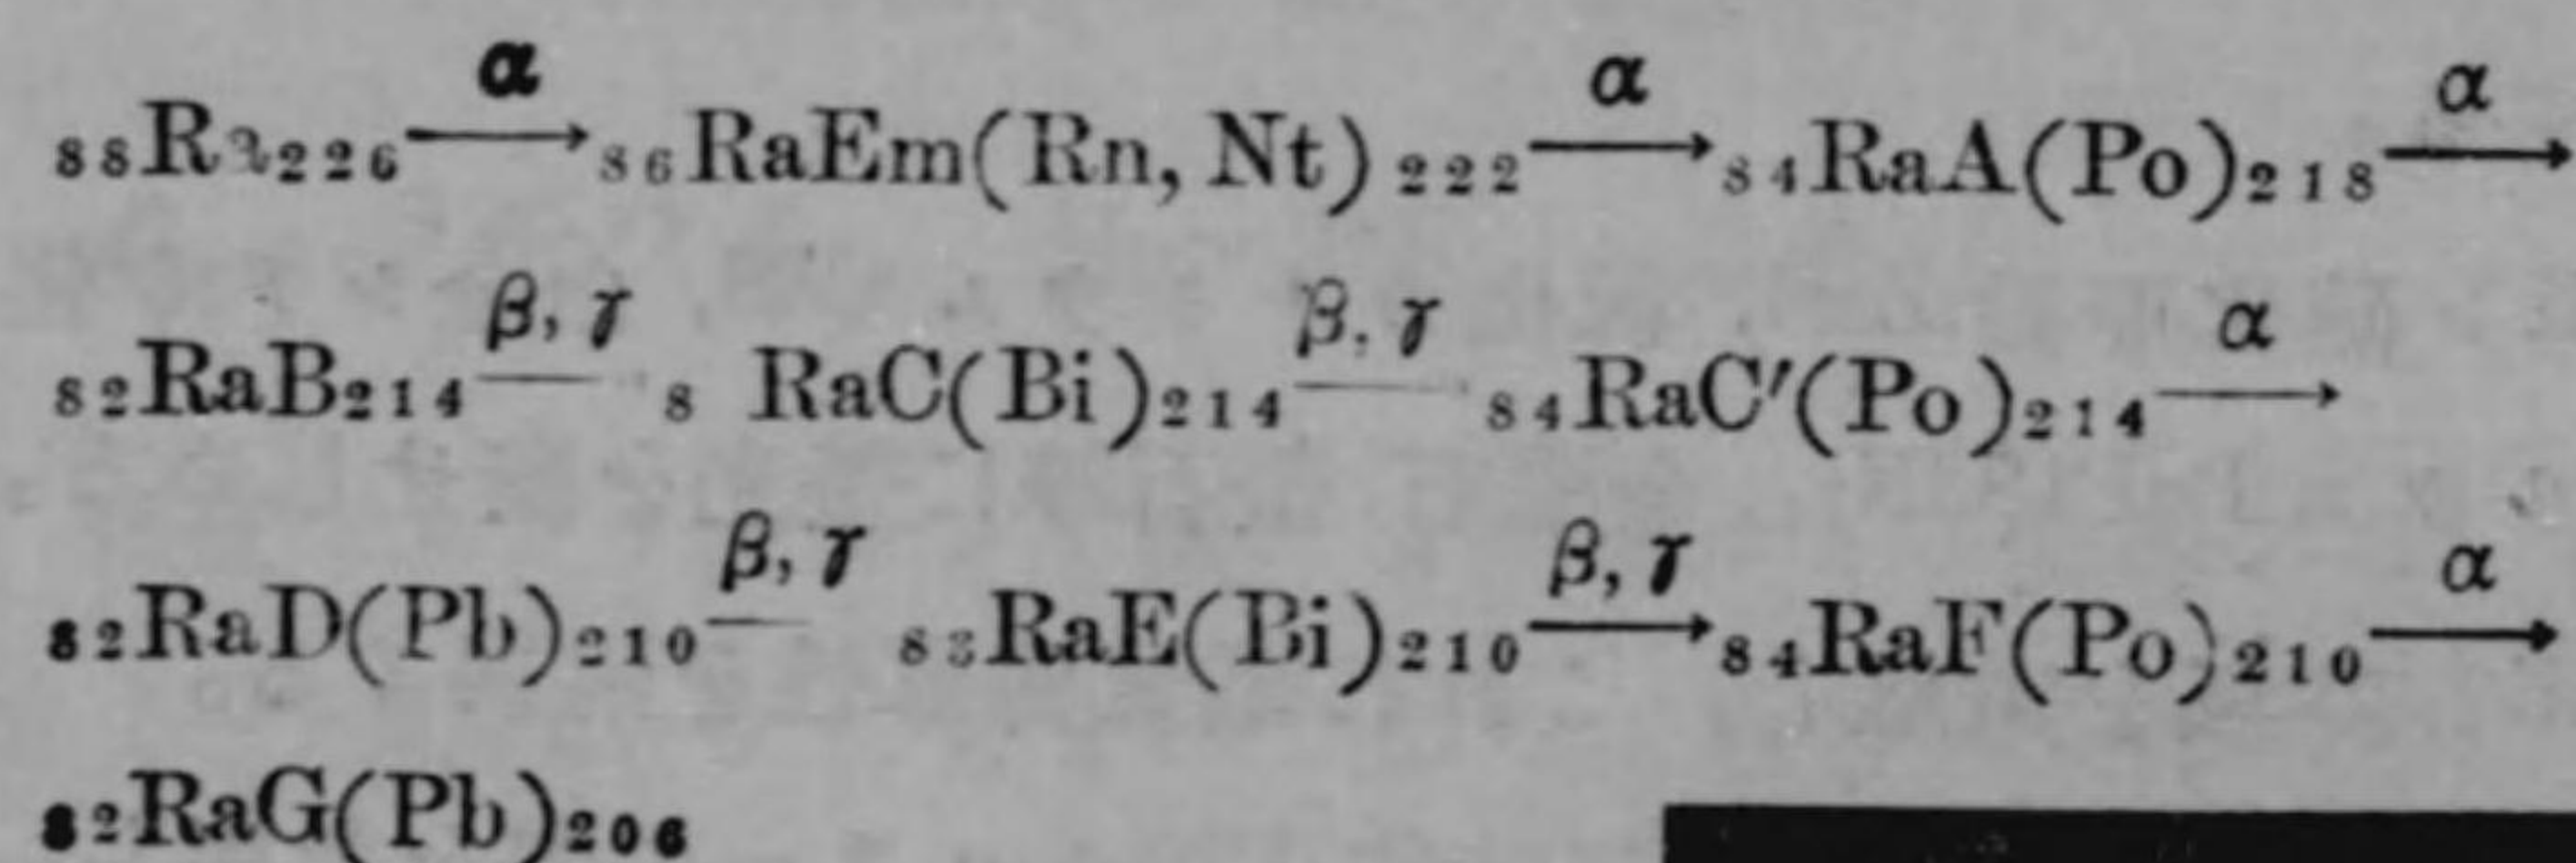 α α α
₈₈Ra₂₂₆ → ₈₆RaEm(Rn, Nt)₂₂₂ → ₈₄RaA(Po)₂₁₈ →
β, γ β, γ α
₈₂RaB₂₁₄ — ₈ RaC(Bi)₂₁₄ — ₈₄RaC′(Po)₂₁₄ →
β, γ β, γ α
₈₂RaD(Pb)₂₁₀ — ₈₃RaE(Bi)₂₁₀ → ₈₄RaF(Po)₂₁₀ →
₈₂RaG(Pb)₂₀₆